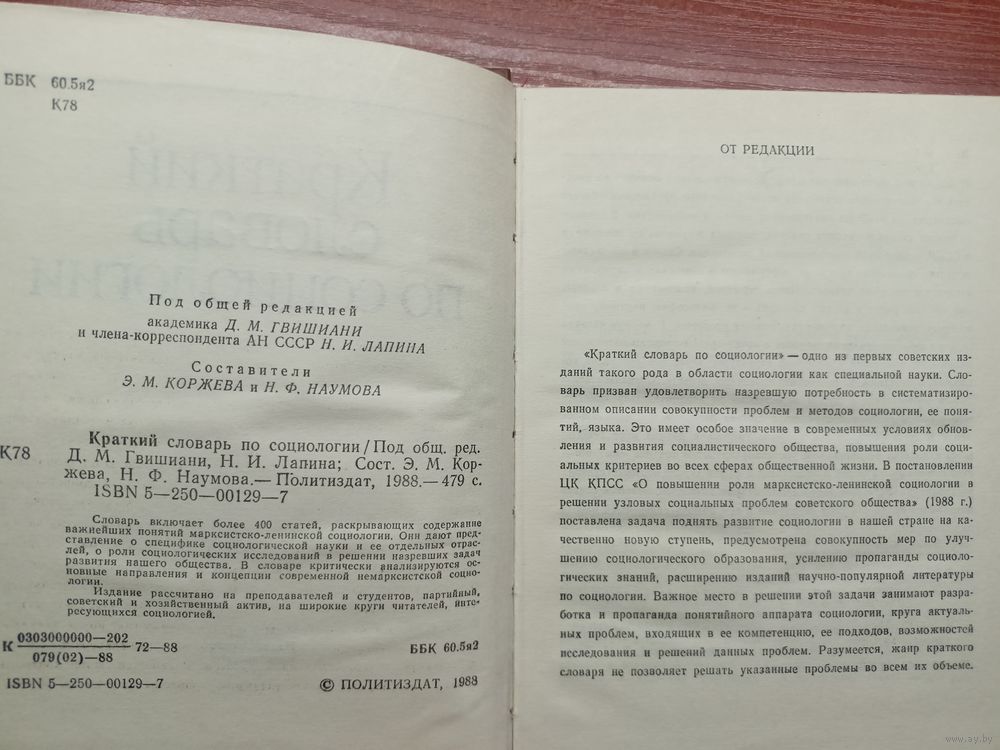 ББК 60.5я2
К78
Под общей редакцией
академика Д. М. ГВИШИАНИ
и члена-корреспондента АН СССР Н. И. ЛАПИНА
Составители
Э. М. КОРЖЕВА и Н. Ф. НАУМОВА
К78
Краткий словарь по социологии/Под общ. ред.
Д. М. Гвишиани, Н. И. Лапина; Сост. Э. М. Кор-
жева, Н. Ф. Наумова.— Политиздат, 1988.— 479 с.
ISBN 5—250—00129—7
Словарь включает более 400 статей, раскрывающих содержание
важнейших понятий марксистско-ленинской социологии. Они дают пред-
ставление о специфике социологической науки и ее отдельных отрас-
лей, о роли социологических исследований в решении назревших задач
развития нашего общества. В словаре критически анализируются ос-
новные направления и концепции современной немарксистской социо-
логии.
Издание рассчитано на преподавателей и студентов, партийный,
советский и хозяйственный актив, на широкие круги читателей, инте-
ресующихся социологией.
К 0303000000—202 72—88
079(02)—88
ББК 60.5я2
ISBN 5—250—00129—7
© ПОЛИТИЗДАТ, 1988
ОТ РЕДАКЦИИ
«Краткий словарь по социологии» — одно из первых советских из-
даний такого рода в области социологии как специальной науки. Сло-
варь призван удовлетворить назревшую потребность в систематизиро-
ванном описании совокупности проблем и методов социологии, ее поня-
тий, языка. Это имеет особое значение в современных условиях обнов-
ления и развития социалистического общества, повышения роли соци-
альных критериев во всех сферах общественной жизни. В постановлении
ЦК КПСС «О повышении роли марксистско-ленинской социологии в
решении узловых социальных проблем советского общества» (1988 г.)
поставлена задача поднять развитие социологии в нашей стране на ка-
чественно новую ступень, предусмотрена совокупность мер по улуч-
шению социологического образования, усилению пропаганды социоло-
гических знаний, расширению изданий научно-популярной литературы
по социологии. Важное место в решении этой задачи занимают разра-
ботка и пропаганда понятийного аппарата социологии, круга актуаль-
ных проблем, входящих в ее компетенцию, ее подходов, возможностей
исследования и решений данных проблем. Разумеется, жанр краткого
словаря не позволяет решать указанные проблемы во всем их объеме.
www.ay.by